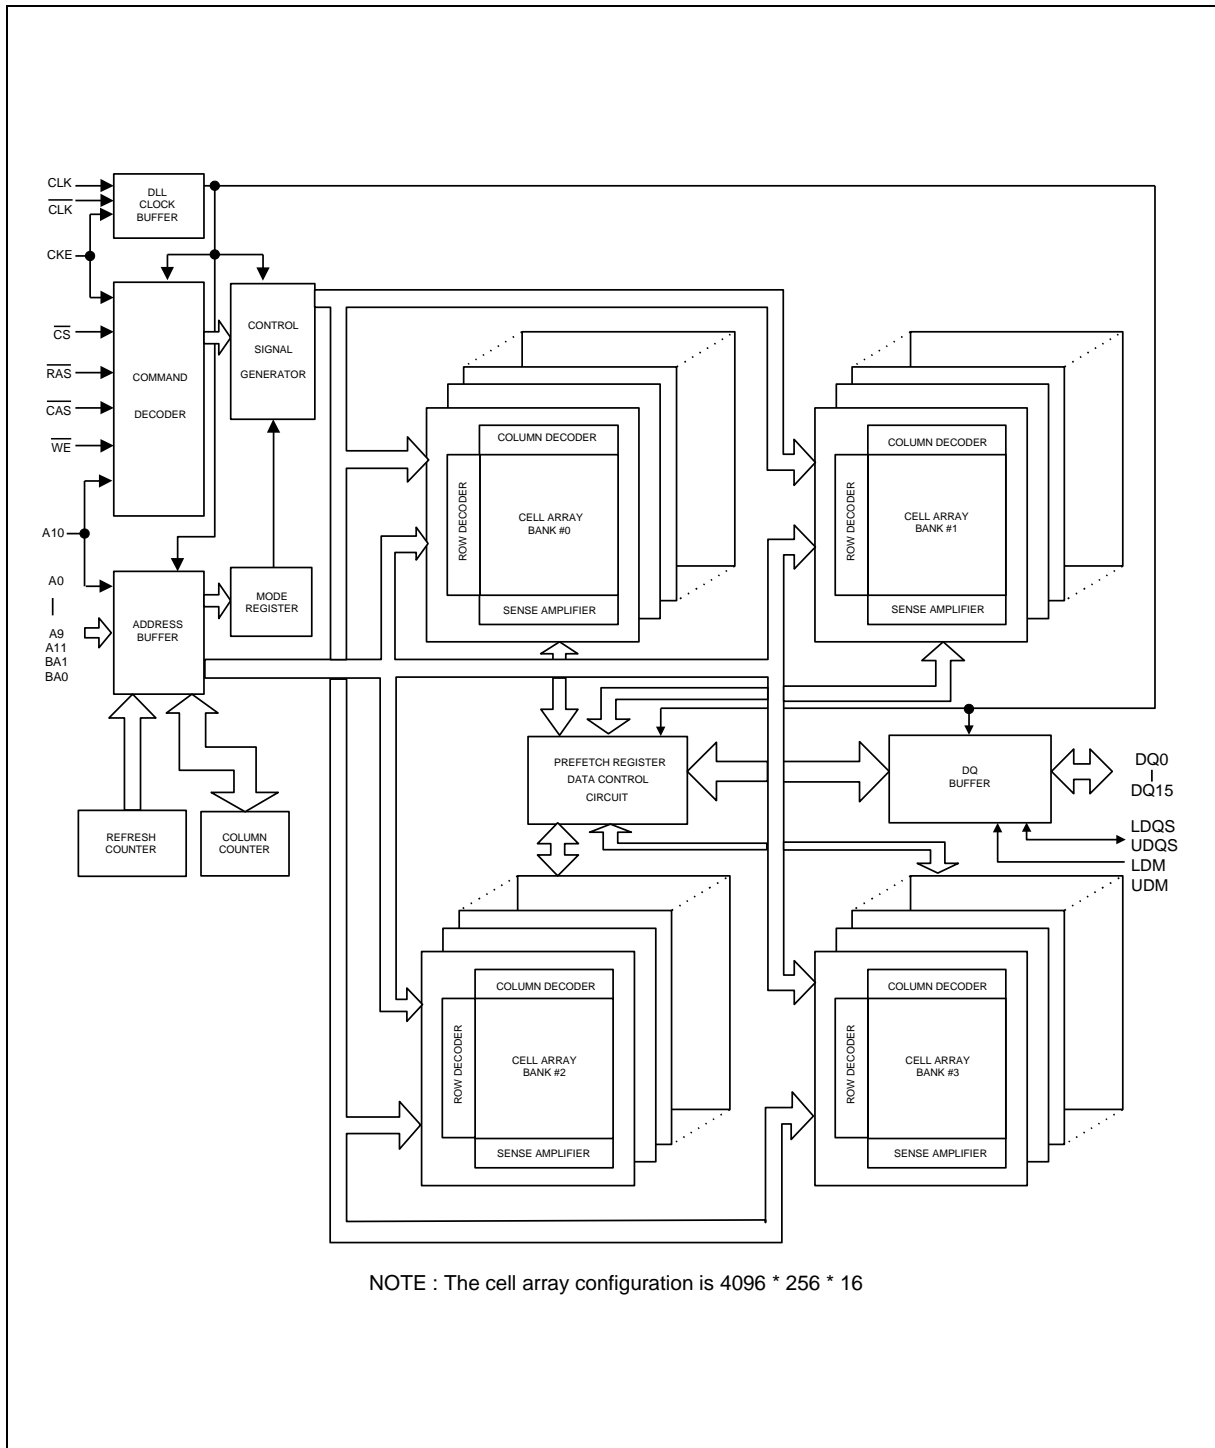 CLK
CLK
CKE
CS
RAS
CAS
WE
A10
A0
A9
A11
BA1
BA0
DLL
CLOCK
BUFFER
COMMAND
DECODER
CONTROL
SIGNAL
GENERATOR
ADDRESS
BUFFER
MODE
REGISTER
REFRESH
COUNTER
COLUMN
COUNTER
COLUMN DECODER
ROW DECODER
CELL ARRAY
BANK #0
SENSE AMPLIFIER
COLUMN DECODER
ROW DECODER
CELL ARRAY
BANK #1
SENSE AMPLIFIER
PREFETCH REGISTER
DATA CONTROL
CIRCUIT
DQ
BUFFER
DQ0
DQ15
LDQS
UDQS
LDM
UDM
COLUMN DECODER
ROW DECODER
CELL ARRAY
BANK #2
SENSE AMPLIFIER
COLUMN DECODER
ROW DECODER
CELL ARRAY
BANK #3
SENSE AMPLIFIER
NOTE : The cell array configuration is 4096 * 256 * 16